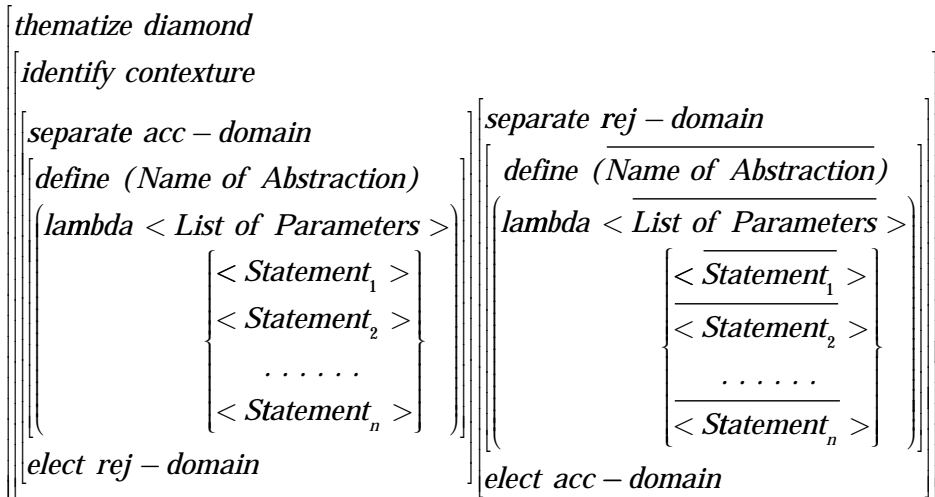 thematize diamond
identify contexture
separate acc – domain
define (Name of Abstraction)
lambda < List of Parameters >
< Statement₁ >
< Statement₂ >
. . . . . .
< Statementₙ >
elect rej – domain
separate rej – domain
define (Name of Abstraction)
lambda < List of Parameters >
< Statement₁ >
< Statement₂ >
. . . . . .
< Statementₙ >
elect acc – domain